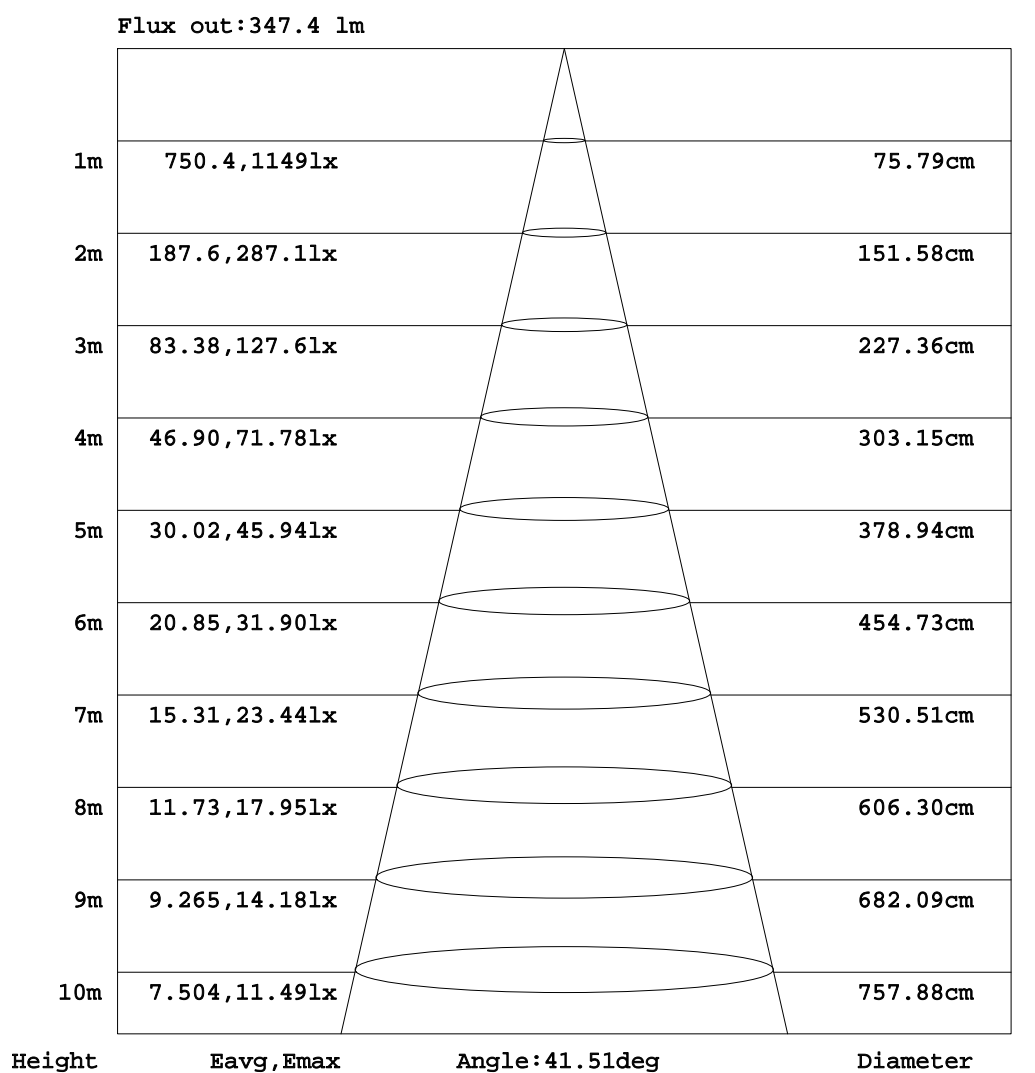 Flux out:347.4 lm
1m 750.4,1149lx 75.79cm
2m 187.6,287.1lx 151.58cm
3m 83.38,127.6lx 227.36cm
4m 46.90,71.78lx 303.15cm
5m 30.02,45.94lx 378.94cm
6m 20.85,31.90lx 454.73cm
7m 15.31,23.44lx 530.51cm
8m 11.73,17.95lx 606.30cm
9m 9.265,14.18lx 682.09cm
10m 7.504,11.49lx 757.88cm
Height Eavg,Emax Angle:41.51deg Diameter